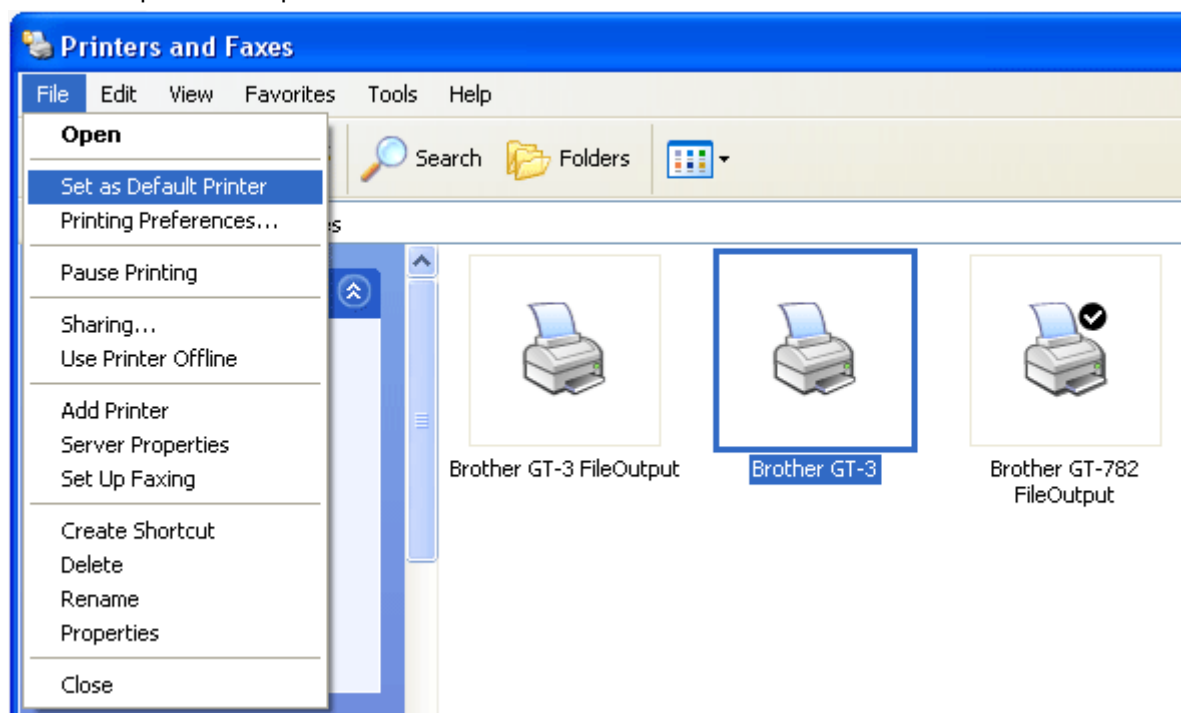 Printers and Faxes
File Edit View Favorites Tools Help
Open
Search Folders
Set as Default Printer
Printing Preferences...
Pause Printing
Sharing...
Use Printer Offline
Add Printer
Server Properties
Set Up Faxing
Create Shortcut
Delete
Rename
Properties
Close
Brother GT-3 FileOutput
Brother GT-3
Brother GT-782
FileOutput